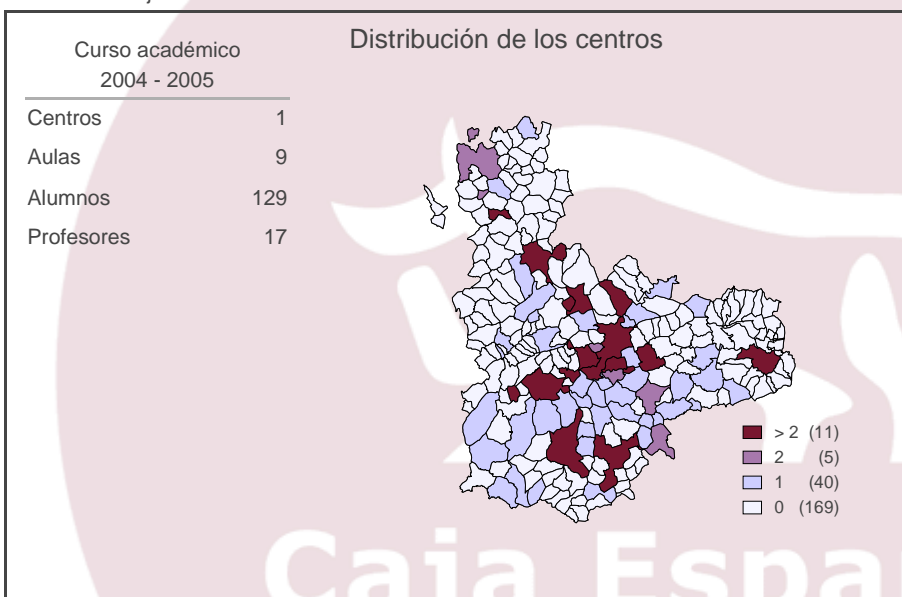 Curso académico
2004 - 2005
Centros 1
Aulas 9
Alumnos 129
Profesores 17
Distribución de los centros
> 2 (11)
2 (5)
1 (40)
0 (169)
Caja Espa